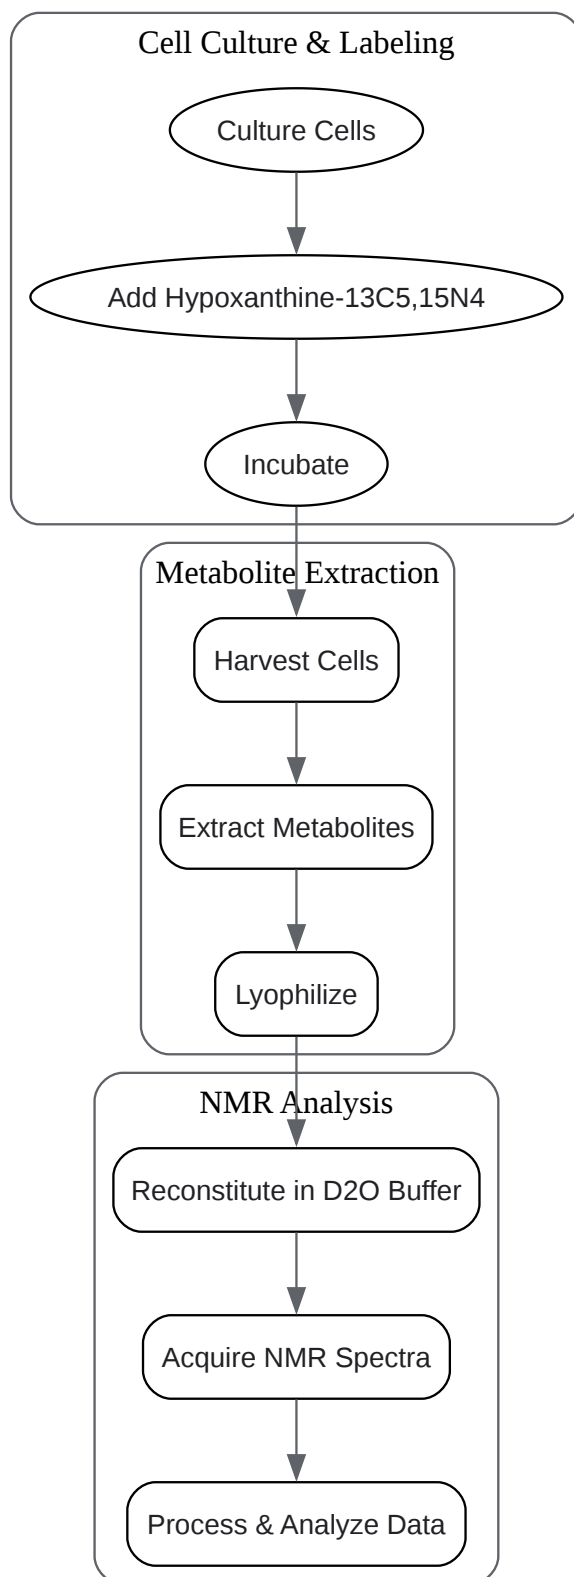 Cell Culture & Labeling
Culture Cells
Add Hypoxanthine-13C5,15N4
Incubate
Metabolite Extraction
Harvest Cells
Extract Metabolites
Lyophilize
NMR Analysis
Reconstitute in D2O Buffer
Acquire NMR Spectra
Process & Analyze Data